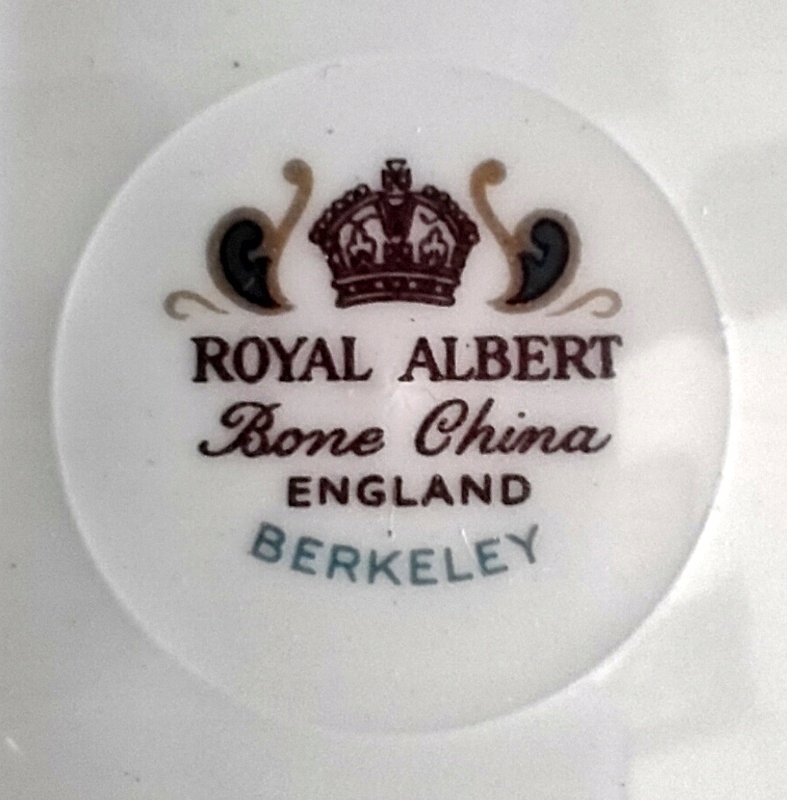 ROYAL ALBERT
Bone China
ENGLAND
BERKELEY